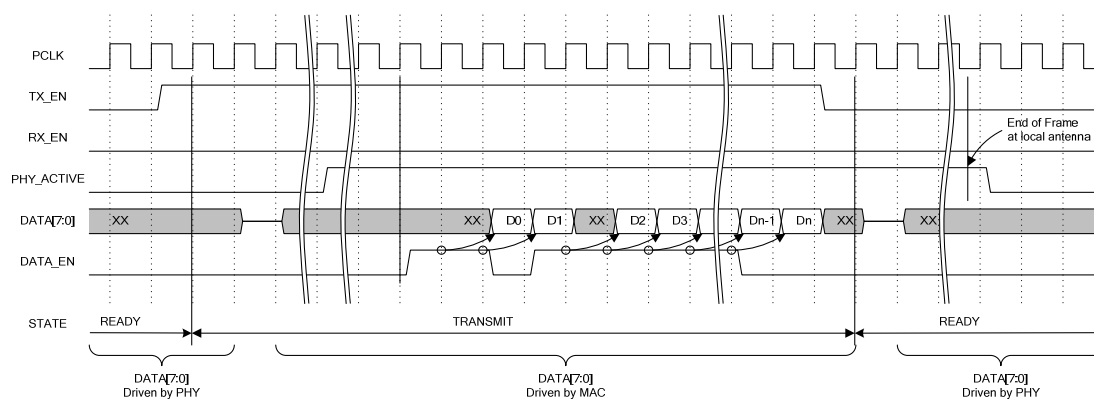 PCLK
TX_EN
RX_EN
End of Frame
at local antenna
PHY_ACTIVE
DATA[7:0] XX XX D0 D1 XX D2 D3 Dn-1 Dn XX XX
DATA_EN
STATE READY TRANSMIT READY
DATA[7:0] DATA[7:0] DATA[7:0]
Driven by PHY Driven by MAC Driven by PHY